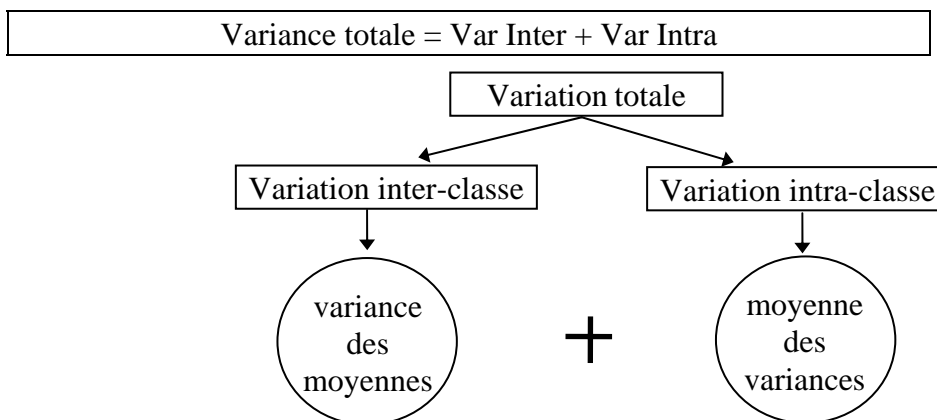 Variance totale = Var Inter + Var Intra
Variation totale
Variation inter-classe
Variation intra-classe
variance
des
moyennes
+
moyenne
des
variances